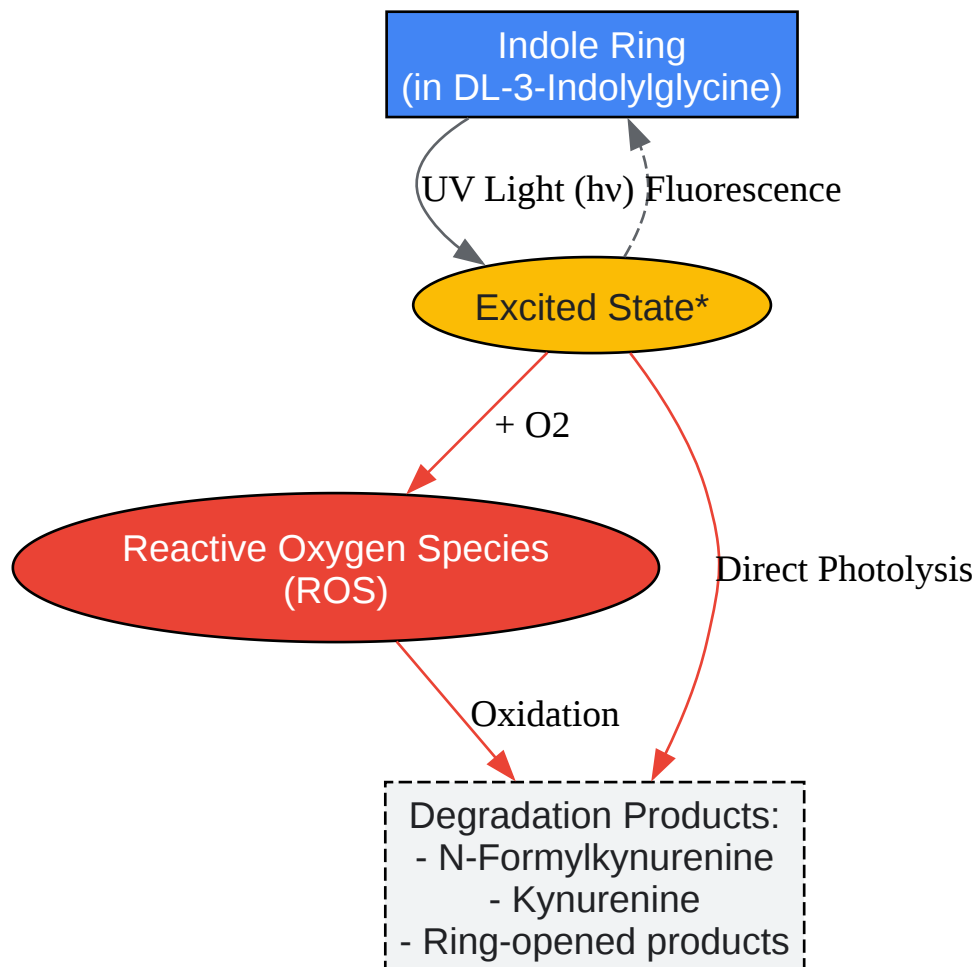 Indole Ring
(in DL-3-Indolylglycine)
UV Light (hν)
Fluorescence
Excited State*
+ O2
Reactive Oxygen Species
(ROS)
Direct Photolysis
Oxidation
Degradation Products:
- N-Formylkynurenine
- Kynurenine
- Ring-opened products